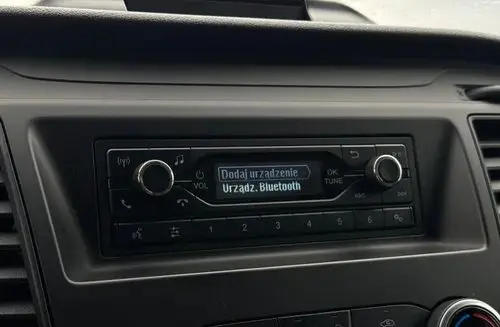 Dodaj urządzenie
Urządz. Bluetooth
VOL
OK
TUNE
1 2 3 4 5 6